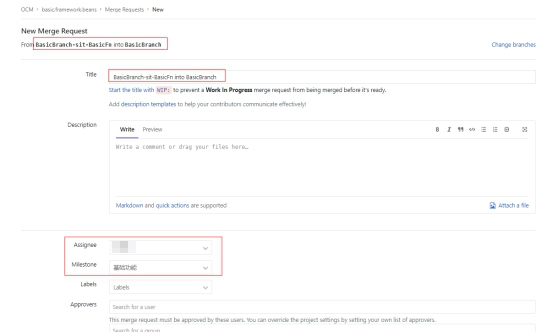 OCM > basic.framework.beans > Merge Requests > New
New Merge Request
From BasicBranch-sit-BasicFn into BasicBranch
Change branches
Title
BasicBranch-sit-BasicFn into BasicBranch
Start the title with WIP: to prevent a Work In Progress merge request from being merged before it's ready.
Add description templates to help your contributors communicate effectively!
Description
Write Preview
Write a comment or drag your files here…
Markdown and quick actions are supported
Attach a file
Assignee
Milestone
基础功能
Labels
Labels
Approvers
Search for a user
This merge request must be approved by these users. You can override the project settings by setting your own list of approvers.
Search for a group